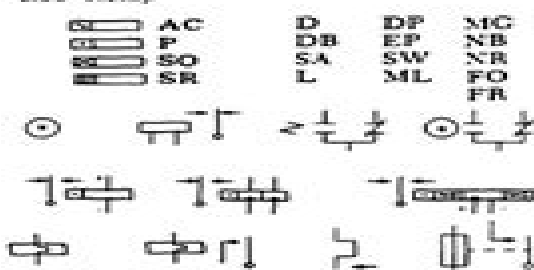 AC D DP MG
P DB EP NB
SO SA SW NR
SR L ML FO
FR